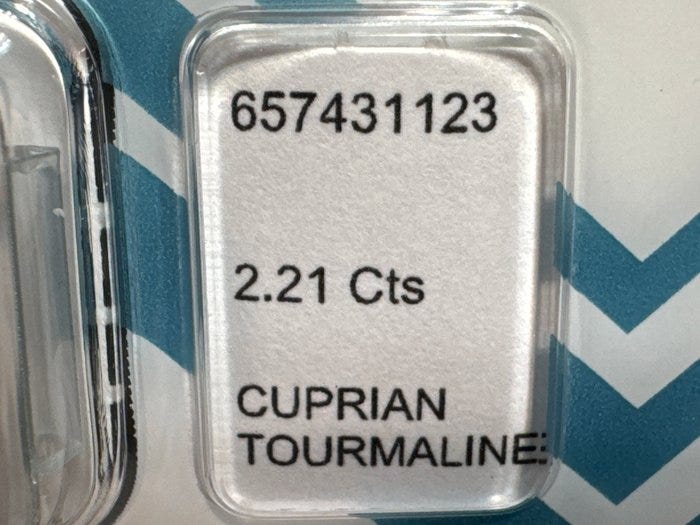 657431123
2.21 Cts
CUPRIAN
TOURMALINE